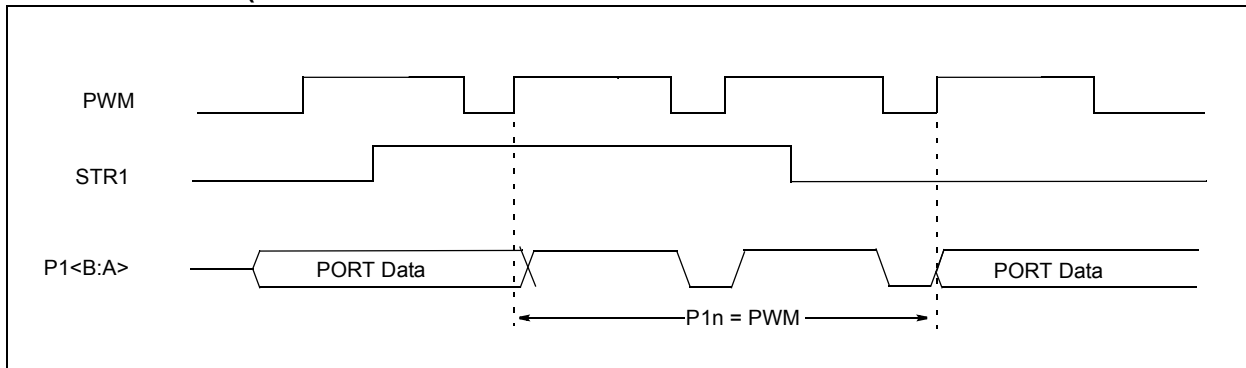 PWM
STR1
P1<B:A>
PORT Data
PORT Data
P1n = PWM